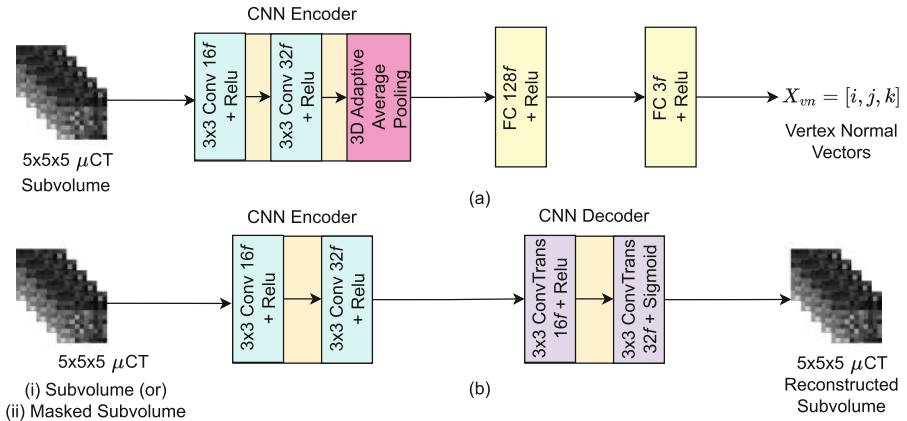 CNN Encoder
5x5x5 μCT
Subvolume
3x3 Conv 16f
+ Relu
3x3 Conv 32f
+ Relu
3D Adaptive
Average
Pooling
FC 128f
+ Relu
FC 3f
+ Relu
X_{vn} = [i, j, k]
Vertex Normal
Vectors
(a)
CNN Encoder
CNN Decoder
5x5x5 μCT
(i) Subvolume (or)
(ii) Masked Subvolume
3x3 Conv 16f
+ Relu
3x3 Conv 32f
+ Relu
3x3 ConvTrans
16f + Relu
3x3 ConvTrans
32f + Sigmoid
5x5x5 μCT
Reconstructed
Subvolume
(b)